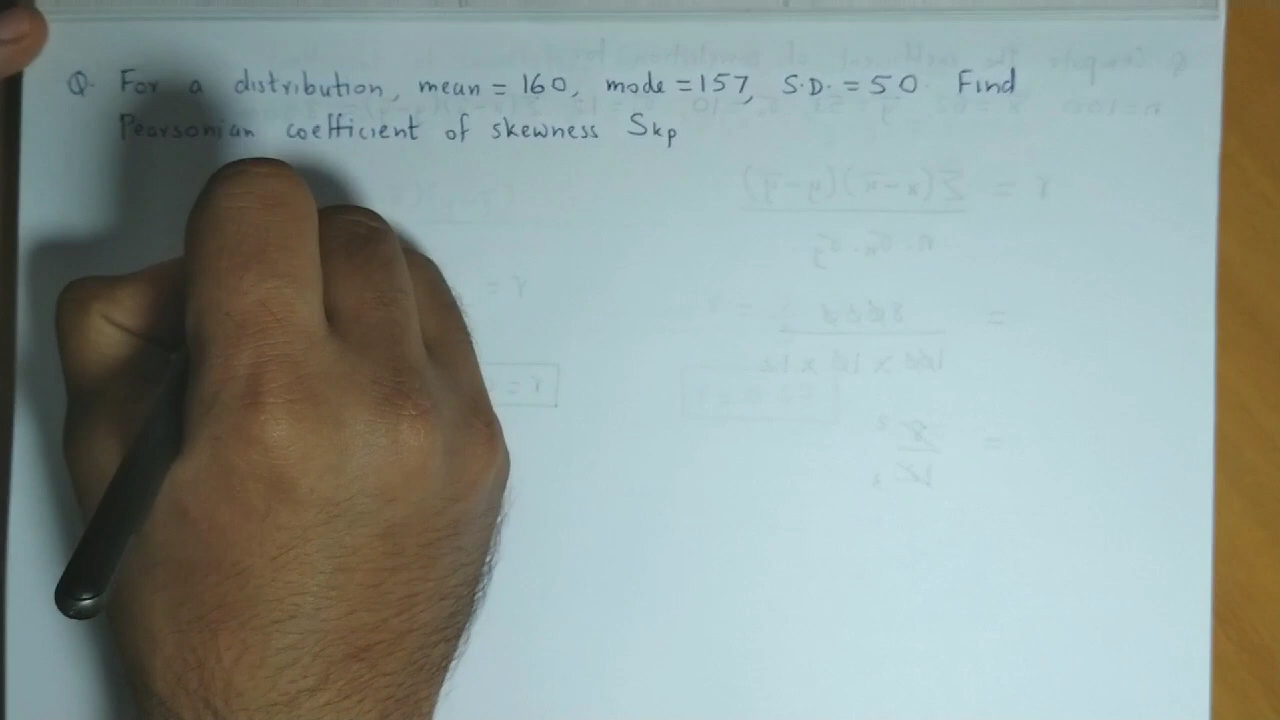 Q. For a distribution, mean = 160, mode = 157, S.D. = 50. Find
Pearsonian coefficient of skewness Skp